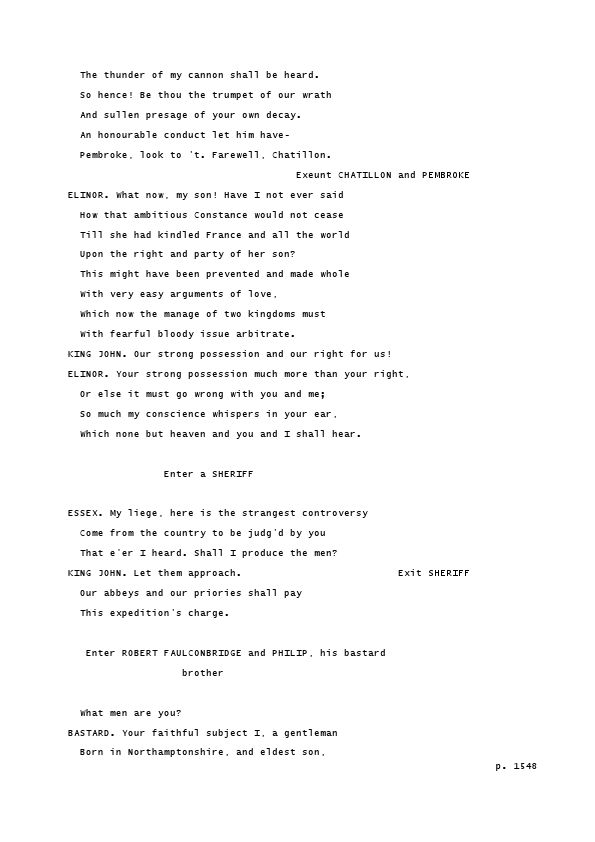 The thunder of my cannon shall be heard.
So hence! Be thou the trumpet of our wrath
And sullen presage of your own decay.
An honourable conduct let him have-
Pembroke, look to 't. Farewell, Chatillon.
Exeunt CHATILLON and PEMBROKE
ELINOR. What now, my son! Have I not ever said
How that ambitious Constance would not cease
Till she had kindled France and all the world
Upon the right and party of her son?
This might have been prevented and made whole
With very easy arguments of love,
Which now the manage of two kingdoms must
With fearful bloody issue arbitrate.
KING JOHN. Our strong possession and our right for us!
ELINOR. Your strong possession much more than your right,
Or else it must go wrong with you and me;
So much my conscience whispers in your ear,
Which none but heaven and you and I shall hear.
Enter a SHERIFF
ESSEX. My liege, here is the strangest controversy
Come from the country to be judg'd by you
That e'er I heard. Shall I produce the men?
KING JOHN. Let them approach. Exit SHERIFF
Our abbeys and our priories shall pay
This expedition's charge.
Enter ROBERT FAULCONBRIDGE and PHILIP, his bastard
brother
What men are you?
BASTARD. Your faithful subject I, a gentleman
Born in Northamptonshire, and eldest son,
p. 1548